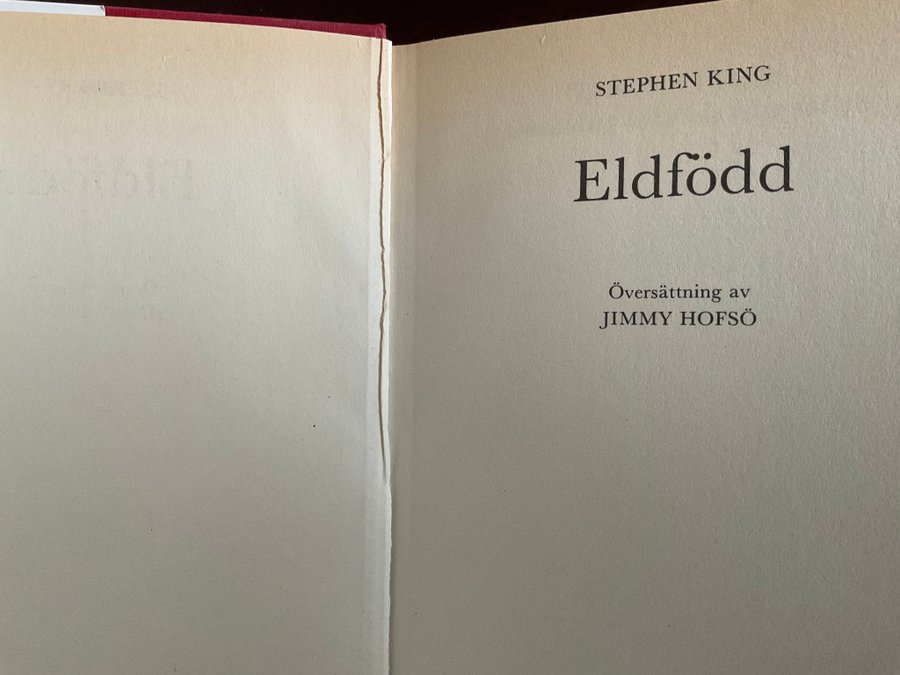 STEPHEN KING
Eldfödd
Översättning av
JIMMY HOFSÖ